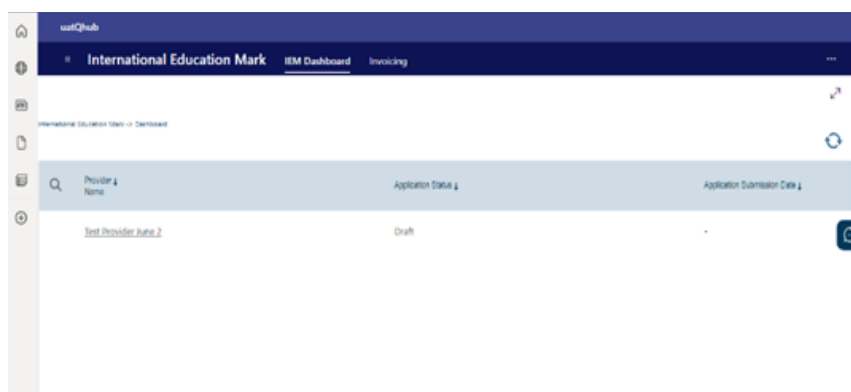 uatQhub
International Education Mark IEM Dashboard Invoicing
International Education Mark -> Dashboard
Provider↓ Application Status ↓ Application Submission Date ↓
Name
Test Provider June 2 Draft -